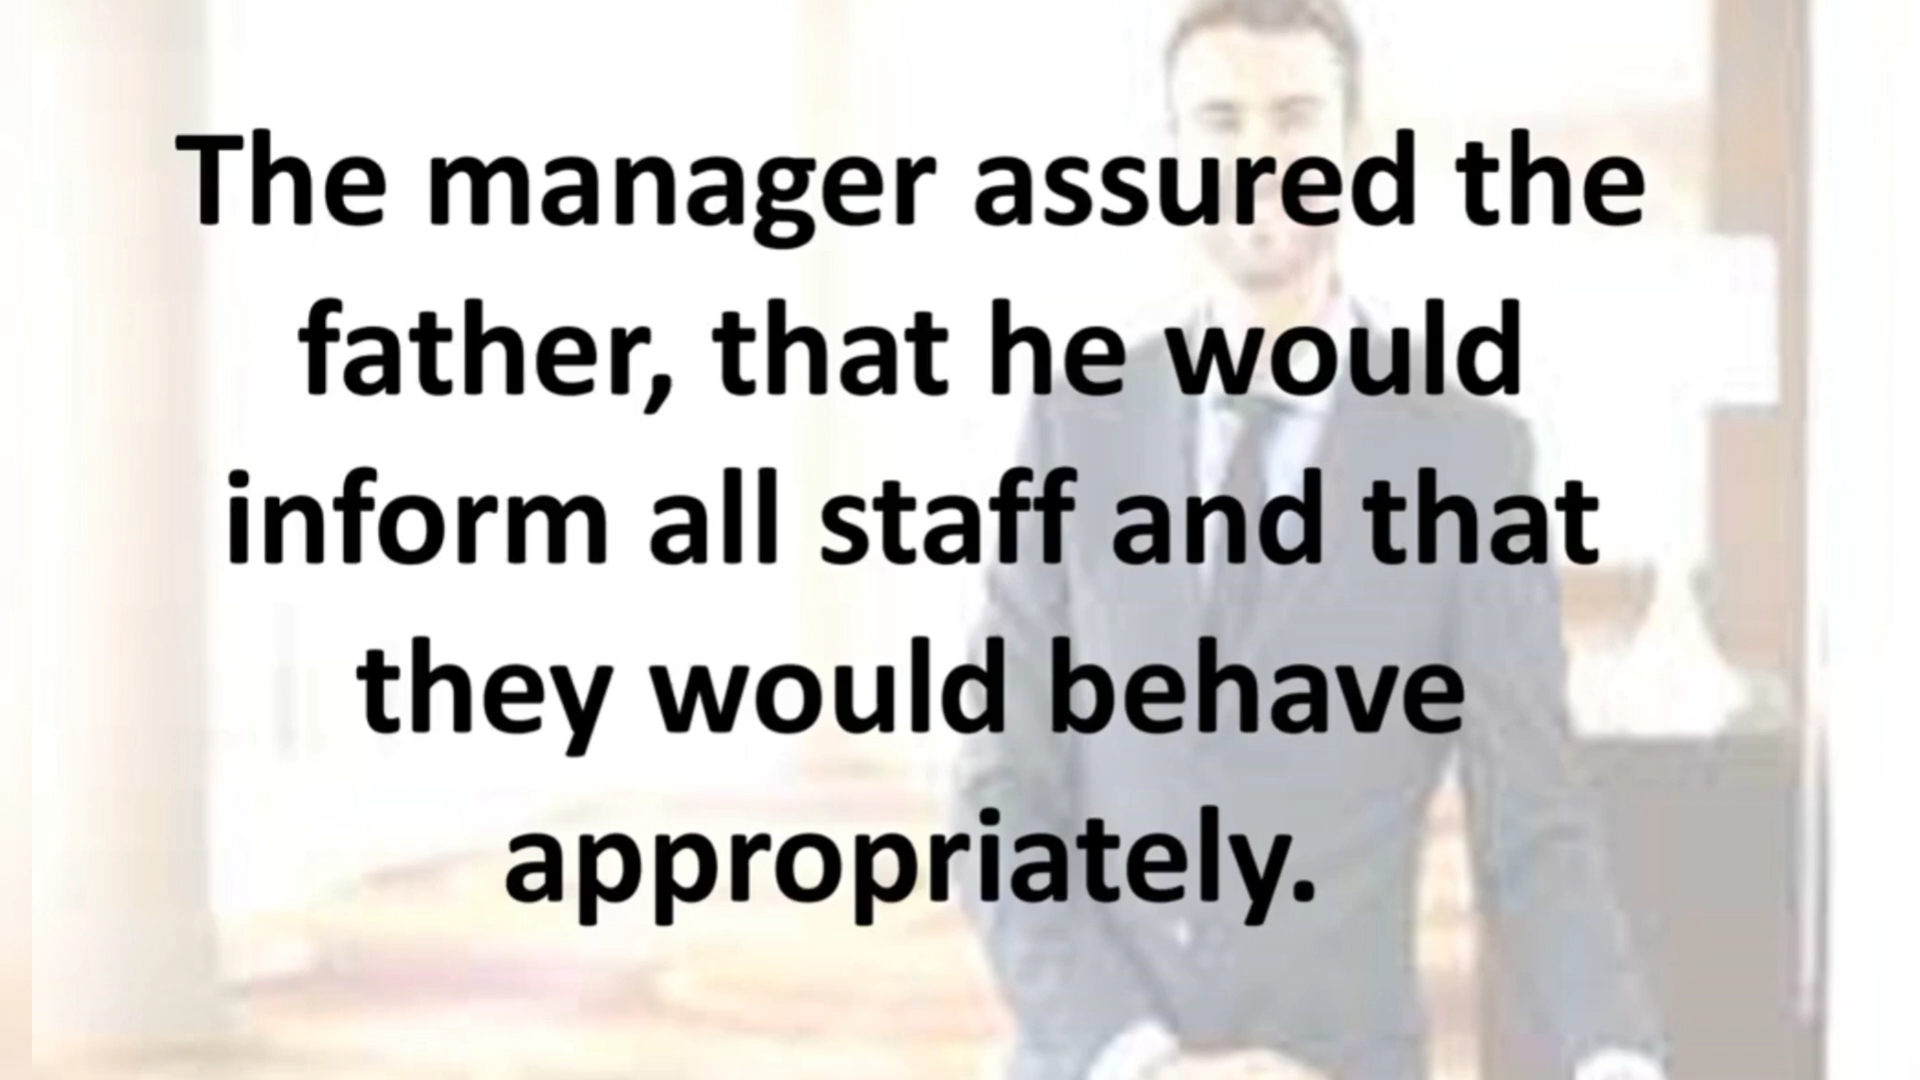 The manager assured the
father, that he would
inform all staff and that
they would behave
appropriately.